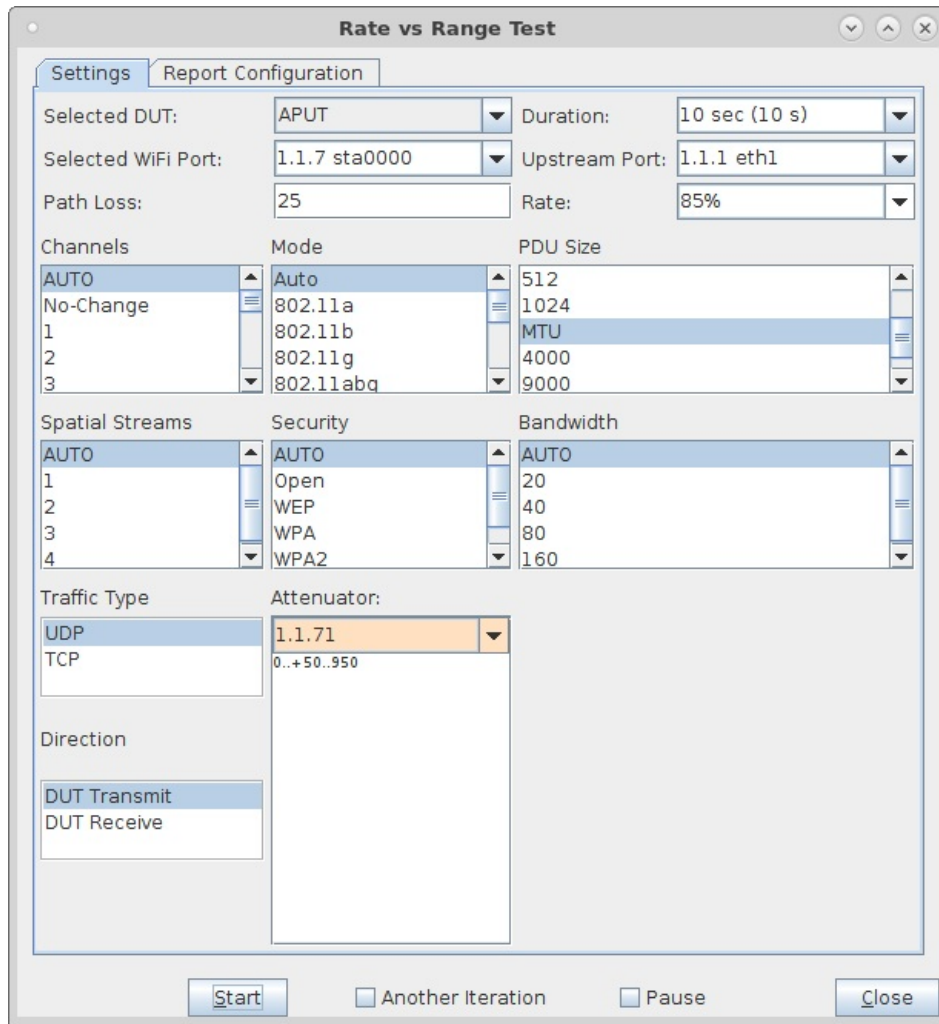 Rate vs Range Test
Settings
Report Configuration
Selected DUT:
APUT
Duration:
10 sec (10 s)
Selected WiFi Port:
1.1.7 sta0000
Upstream Port:
1.1.1 eth1
Path Loss:
25
Rate:
85%
Channels
Mode
PDU Size
AUTO
No-Change
1
2
3
Auto
802.11a
802.11b
802.11g
802.11abg
512
1024
MTU
4000
9000
Spatial Streams
Security
Bandwidth
AUTO
1
2
3
4
AUTO
Open
WEP
WPA
WPA2
AUTO
20
40
80
160
Traffic Type
Attenuator:
UDP
TCP
1.1.71
0..+50..950
Direction
DUT Transmit
DUT Receive
Start
Another Iteration
Pause
Close